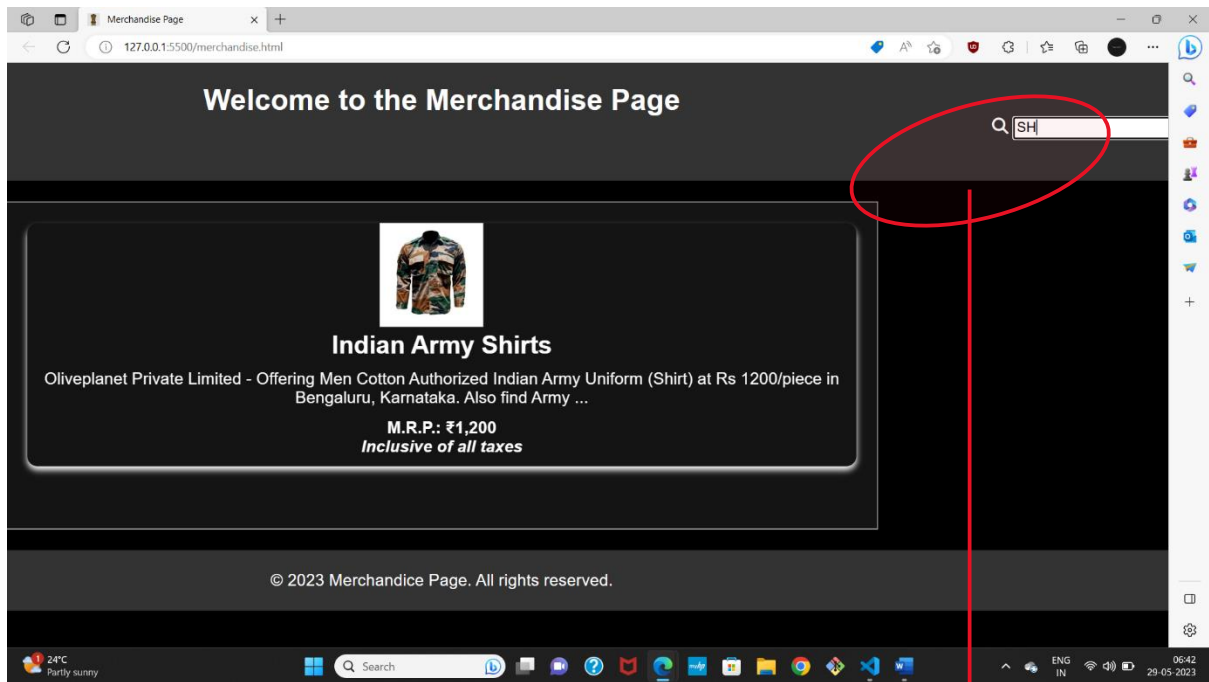 Merchandise Page
127.0.0.1:5500/merchandise.html
Welcome to the Merchandise Page
SH
Indian Army Shirts
Oliveplanet Private Limited - Offering Men Cotton Authorized Indian Army Uniform (Shirt) at Rs 1200/piece in
Bengaluru, Karnataka. Also find Army ...
M.R.P.: ₹1,200
Inclusive of all taxes
© 2023 Merchandice Page. All rights reserved.
1
24°C
Partly sunny
Search
ENG
IN
06:42
29-05-2023